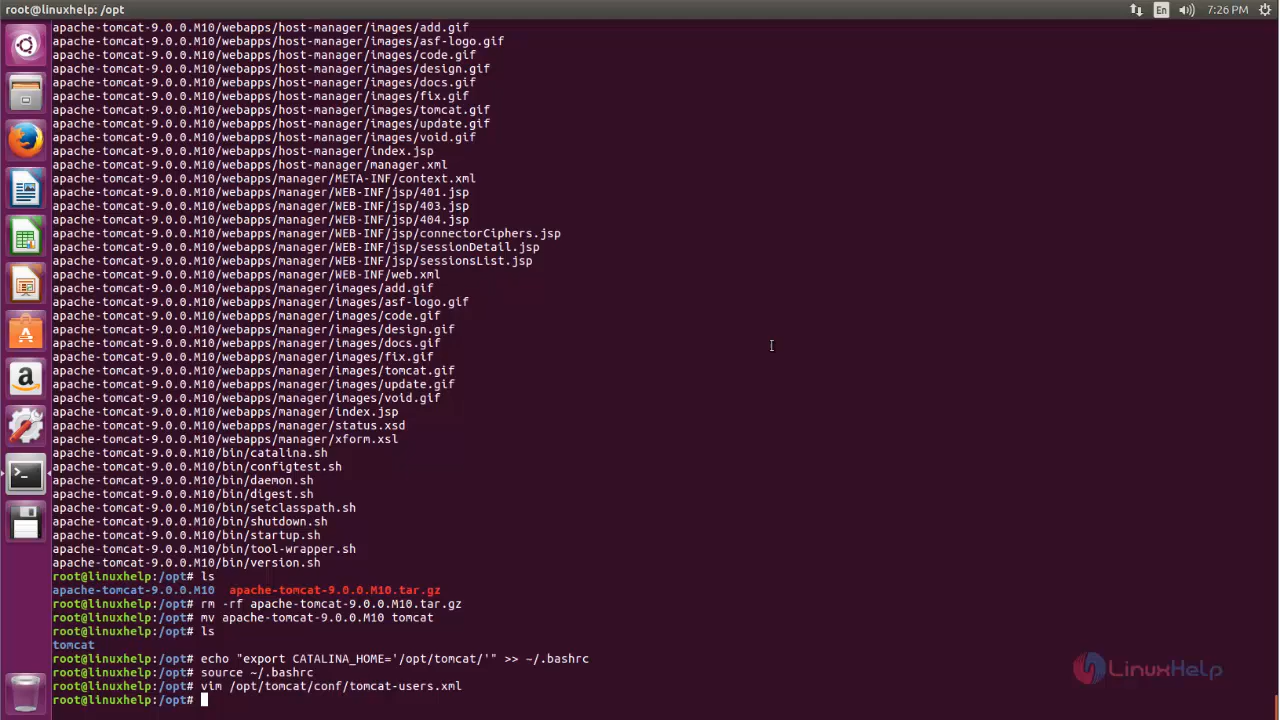 root@linuxhelp: /opt
En
7:26 PM
apache-tomcat-9.0.0.M10/webapps/host-manager/images/add.gif
apache-tomcat-9.0.0.M10/webapps/host-manager/images/asf-logo.gif
apache-tomcat-9.0.0.M10/webapps/host-manager/images/code.gif
apache-tomcat-9.0.0.M10/webapps/host-manager/images/design.gif
apache-tomcat-9.0.0.M10/webapps/host-manager/images/docs.gif
apache-tomcat-9.0.0.M10/webapps/host-manager/images/fix.gif
apache-tomcat-9.0.0.M10/webapps/host-manager/images/tomcat.gif
apache-tomcat-9.0.0.M10/webapps/host-manager/images/update.gif
apache-tomcat-9.0.0.M10/webapps/host-manager/images/void.gif
apache-tomcat-9.0.0.M10/webapps/host-manager/index.jsp
apache-tomcat-9.0.0.M10/webapps/host-manager/manager.xml
apache-tomcat-9.0.0.M10/webapps/manager/META-INF/context.xml
apache-tomcat-9.0.0.M10/webapps/manager/WEB-INF/jsp/401.jsp
apache-tomcat-9.0.0.M10/webapps/manager/WEB-INF/jsp/403.jsp
apache-tomcat-9.0.0.M10/webapps/manager/WEB-INF/jsp/404.jsp
apache-tomcat-9.0.0.M10/webapps/manager/WEB-INF/jsp/connectorCiphers.jsp
apache-tomcat-9.0.0.M10/webapps/manager/WEB-INF/jsp/sessionDetail.jsp
apache-tomcat-9.0.0.M10/webapps/manager/WEB-INF/jsp/sessionsList.jsp
apache-tomcat-9.0.0.M10/webapps/manager/WEB-INF/web.xml
apache-tomcat-9.0.0.M10/webapps/manager/images/add.gif
apache-tomcat-9.0.0.M10/webapps/manager/images/asf-logo.gif
apache-tomcat-9.0.0.M10/webapps/manager/images/code.gif
apache-tomcat-9.0.0.M10/webapps/manager/images/design.gif
apache-tomcat-9.0.0.M10/webapps/manager/images/docs.gif
apache-tomcat-9.0.0.M10/webapps/manager/images/fix.gif
apache-tomcat-9.0.0.M10/webapps/manager/images/tomcat.gif
apache-tomcat-9.0.0.M10/webapps/manager/images/update.gif
apache-tomcat-9.0.0.M10/webapps/manager/images/void.gif
apache-tomcat-9.0.0.M10/webapps/manager/index.jsp
apache-tomcat-9.0.0.M10/webapps/manager/status.xsd
apache-tomcat-9.0.0.M10/webapps/manager/xform.xsl
apache-tomcat-9.0.0.M10/bin/catalina.sh
apache-tomcat-9.0.0.M10/bin/configtest.sh
apache-tomcat-9.0.0.M10/bin/daemon.sh
apache-tomcat-9.0.0.M10/bin/digest.sh
apache-tomcat-9.0.0.M10/bin/setclasspath.sh
apache-tomcat-9.0.0.M10/bin/shutdown.sh
apache-tomcat-9.0.0.M10/bin/startup.sh
apache-tomcat-9.0.0.M10/bin/tool-wrapper.sh
apache-tomcat-9.0.0.M10/bin/version.sh
root@linuxhelp:/opt# ls
apache-tomcat-9.0.0.M10  apache-tomcat-9.0.0.M10.tar.gz
root@linuxhelp:/opt# rm -rf apache-tomcat-9.0.0.M10.tar.gz
root@linuxhelp:/opt# mv apache-tomcat-9.0.0.M10 tomcat
root@linuxhelp:/opt# ls
tomcat
root@linuxhelp:/opt# echo "export CATALINA_HOME='/opt/tomcat/'" >> ~/.bashrc
root@linuxhelp:/opt# source ~/.bashrc
root@linuxhelp:/opt# vim /opt/tomcat/conf/tomcat-users.xml
root@linuxhelp:/opt#
LinuxHelp